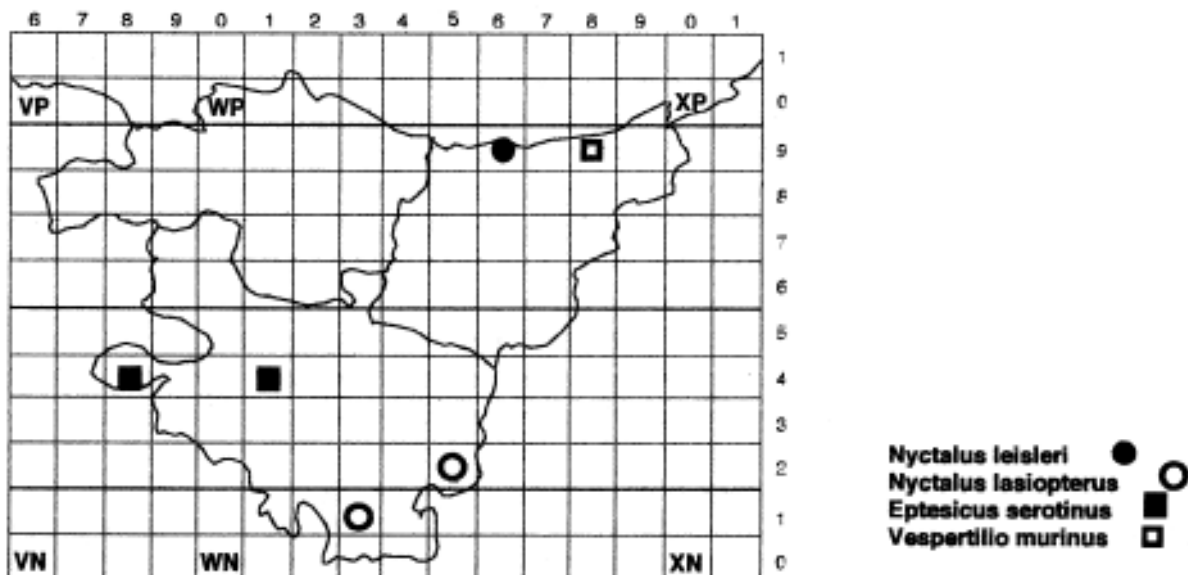 6 7 8 9 0 1 2 3 4 5 6 7 8 9 0 1
1
VP WP XP 0
9
8
7
6
5
4
3
2
1
VN WN XN 0
Nyctalus leisleri
Nyctalus lasiopterus
Eptesicus serotinus
Vespertilio murinus